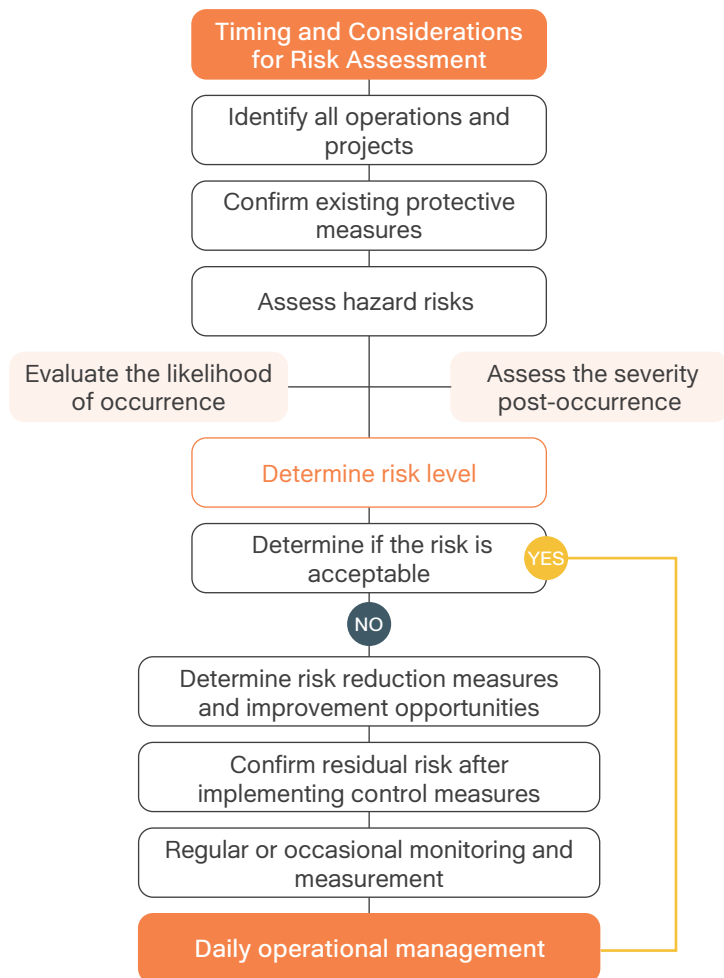 Timing and Considerations
for Risk Assessment
Identify all operations and
projects
Confirm existing protective
measures
Assess hazard risks
Evaluate the likelihood
of occurrence
Assess the severity
post-occurrence
Determine risk level
Determine if the risk is
acceptable
YES
NO
Determine risk reduction measures
and improvement opportunities
Confirm residual risk after
implementing control measures
Regular or occasional monitoring and
measurement
Daily operational management